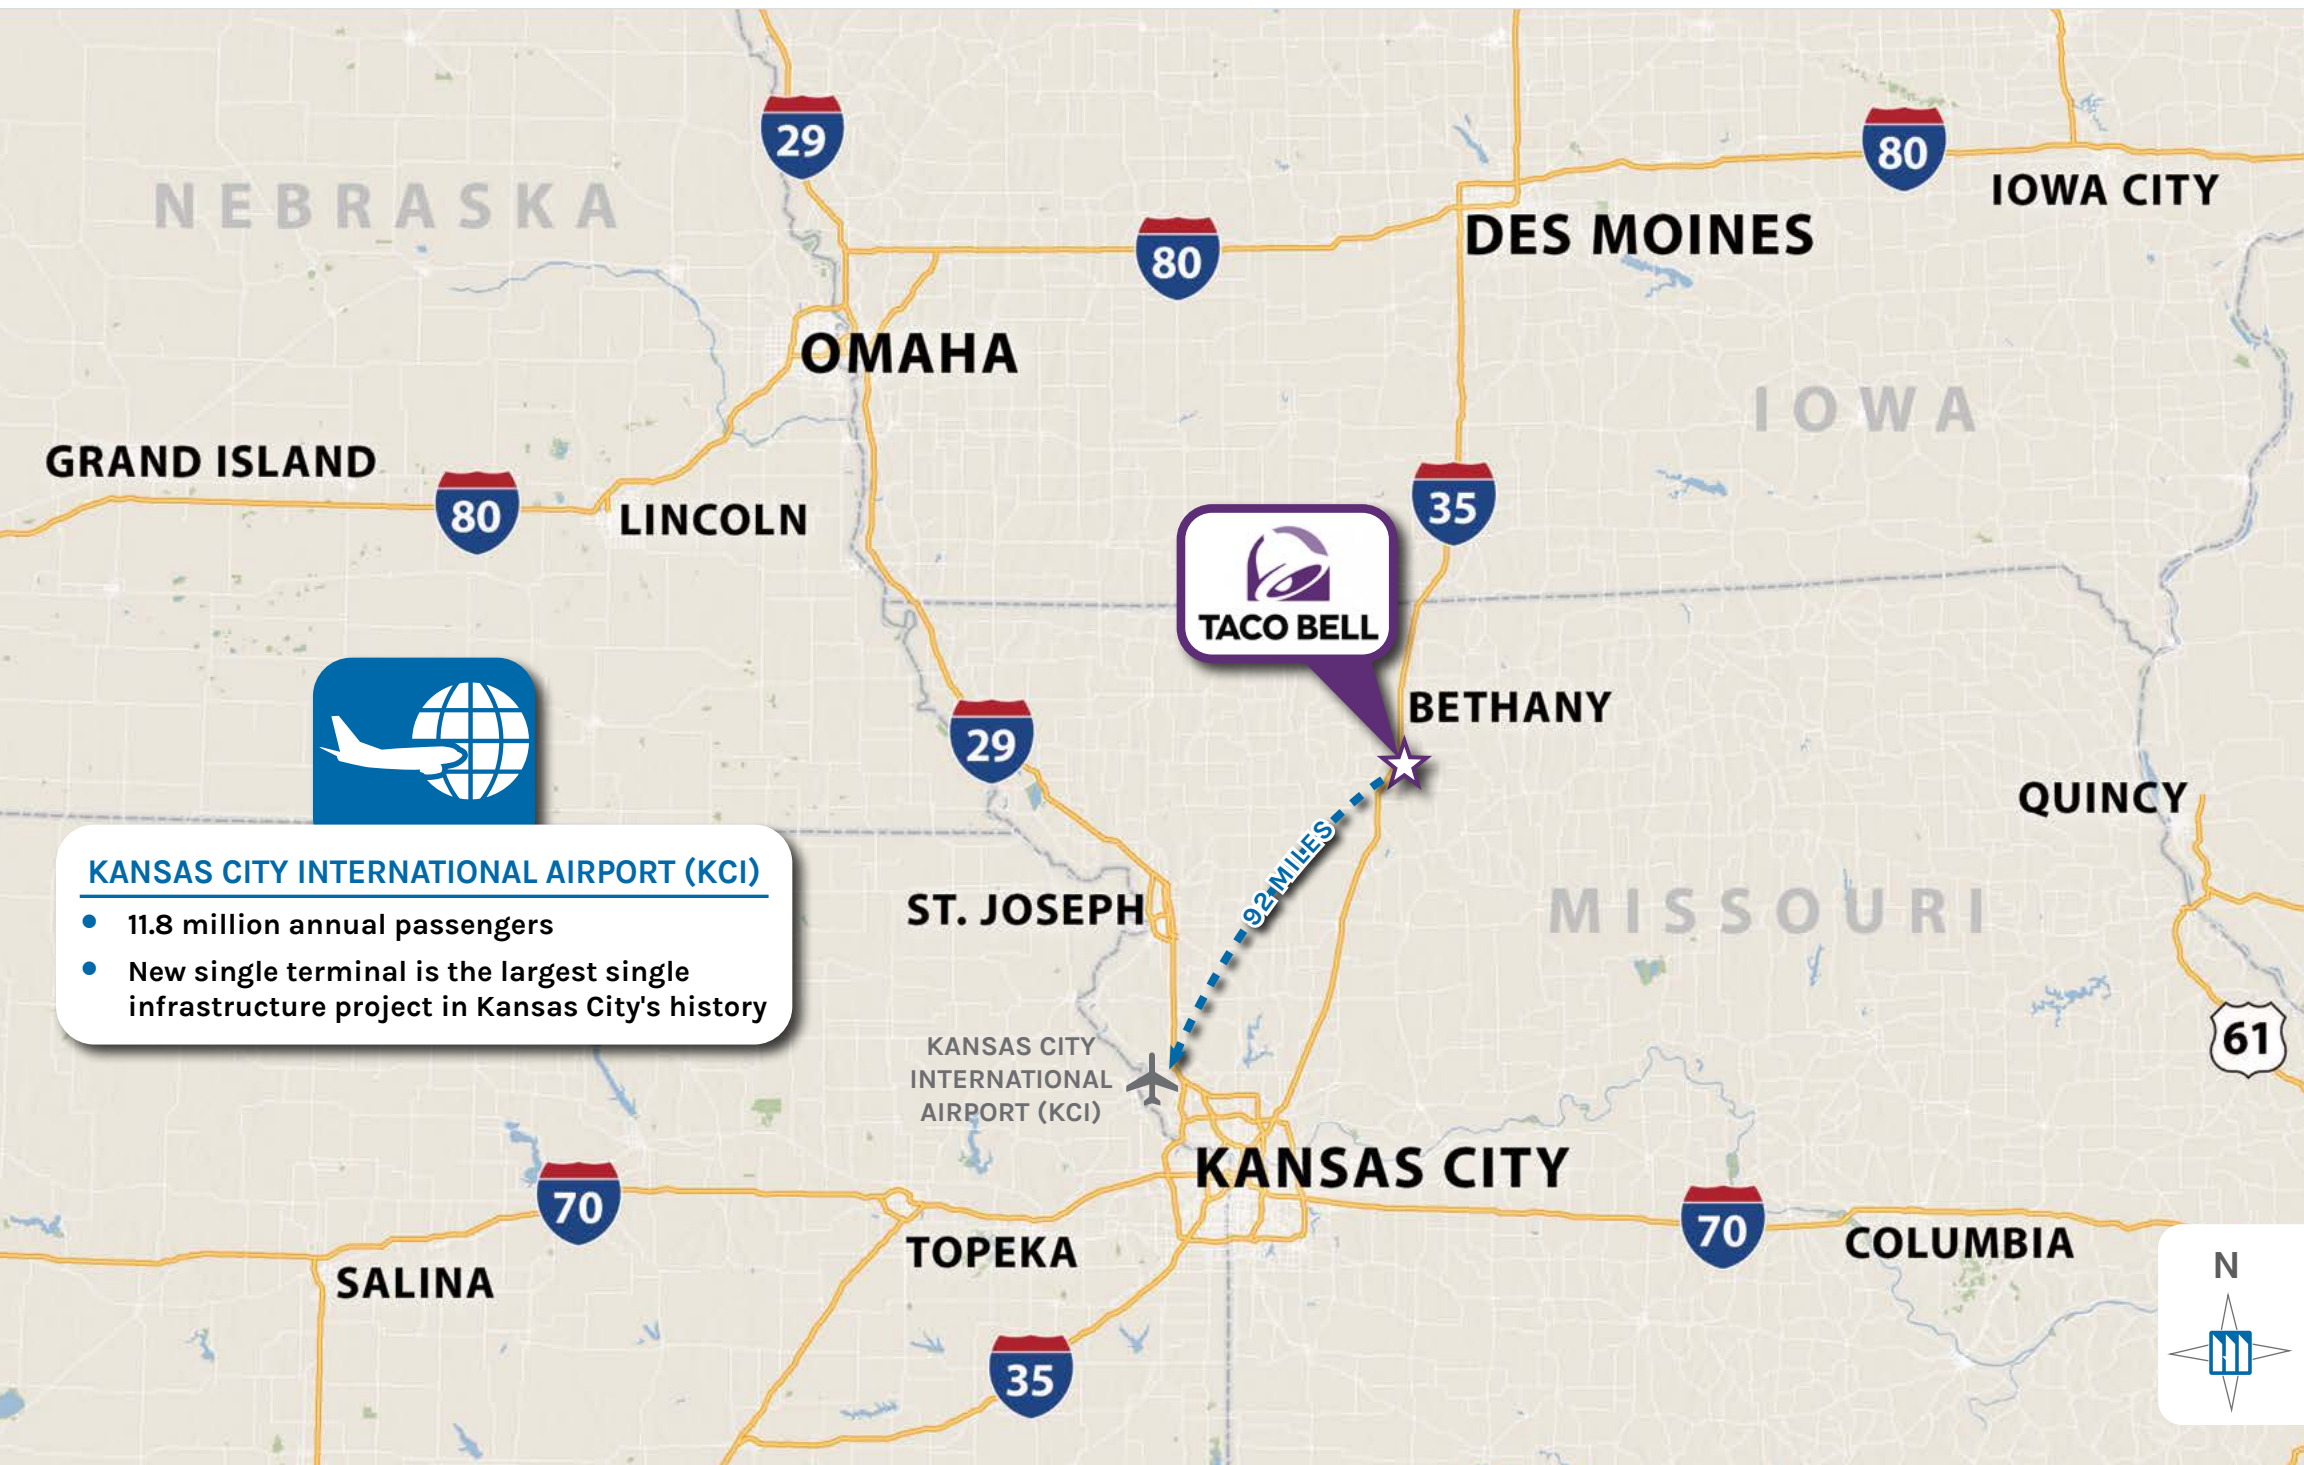 29
80
NEBRASKA
IOWA CITY
80
DES MOINES
OMAHA
IOWA
GRAND ISLAND
80
LINCOLN
35
TACO BELL
BETHANY
29
QUINCY
92 MILES
KANSAS CITY INTERNATIONAL AIRPORT (KCI)
11.8 million annual passengers
New single terminal is the largest single
infrastructure project in Kansas City's history
ST. JOSEPH
MISSOURI
61
KANSAS CITY
INTERNATIONAL
AIRPORT (KCI)
KANSAS CITY
70
70
TOPEKA
COLUMBIA
SALINA
N
35